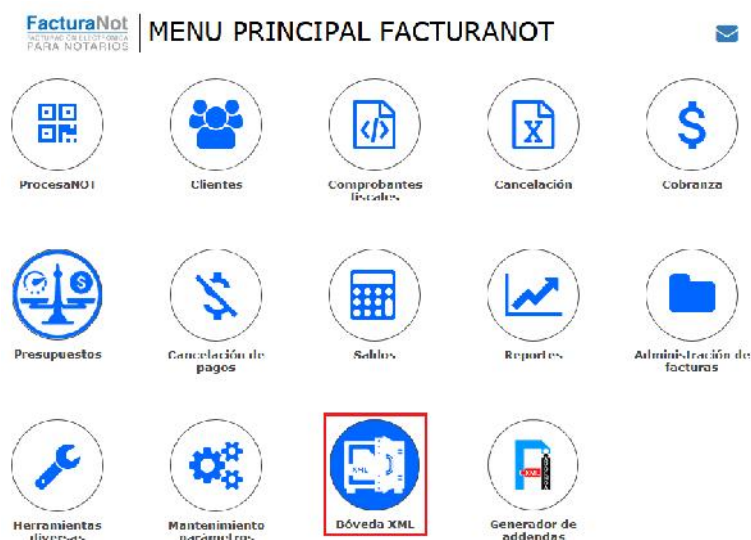 FacturaNot
FACTURACIÓN ELECTRÓNICA
PARA NOTARIOS
MENU PRINCIPAL FACTURANOT
ProcesaNOT
Clientes
Comprobantes
fiscales
Cancelación
Cobranza
Presupuestos
Cancelación de
pagos
Saldos
Reportes
Administración de
facturas
Herramientas
diversas
Mantenimiento
parámetros
XML
Bóveda XML
Generador de
addendas